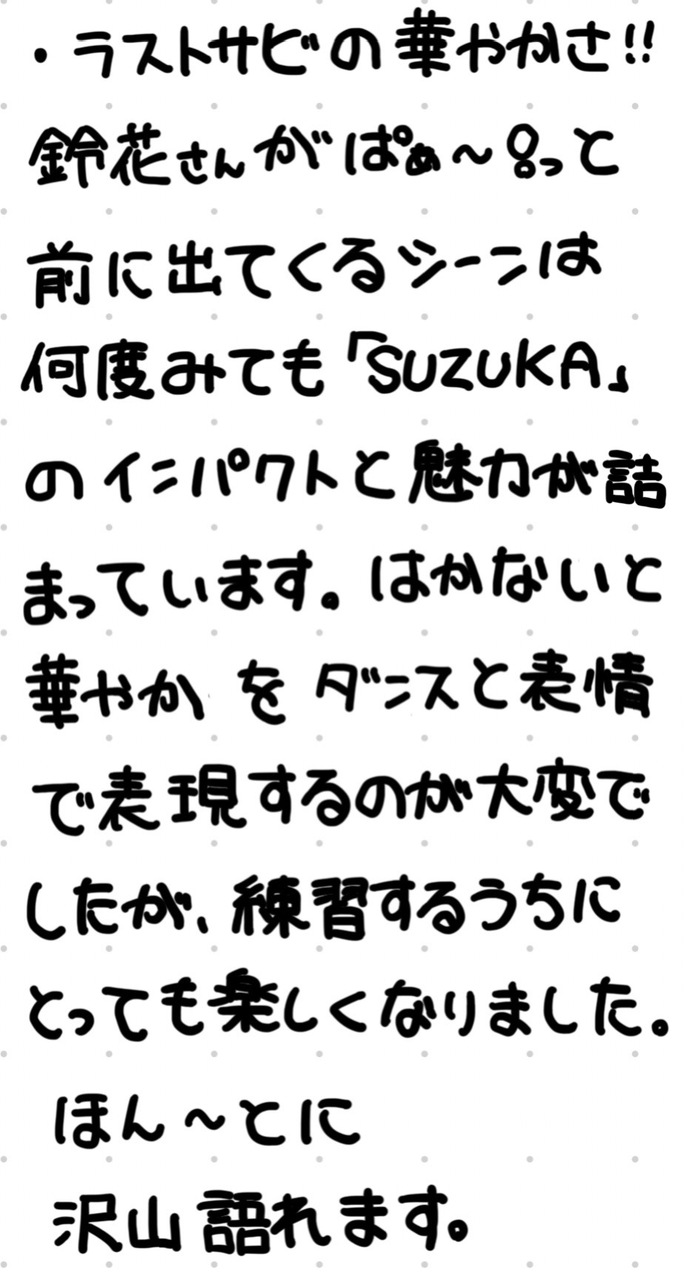 ・ラストサビの華やかさ!!
鈴花さんがぱぁ〜っと
前に出てくるシーンは
何度みても「SUZUKA」
のインパクトと魅力が詰
まっています。はかないと
華やか を ダンスと表情
で表現するのが大変で
したが、練習するうちに
とっても楽しくなりました。
ほん〜とに
沢山語れます。